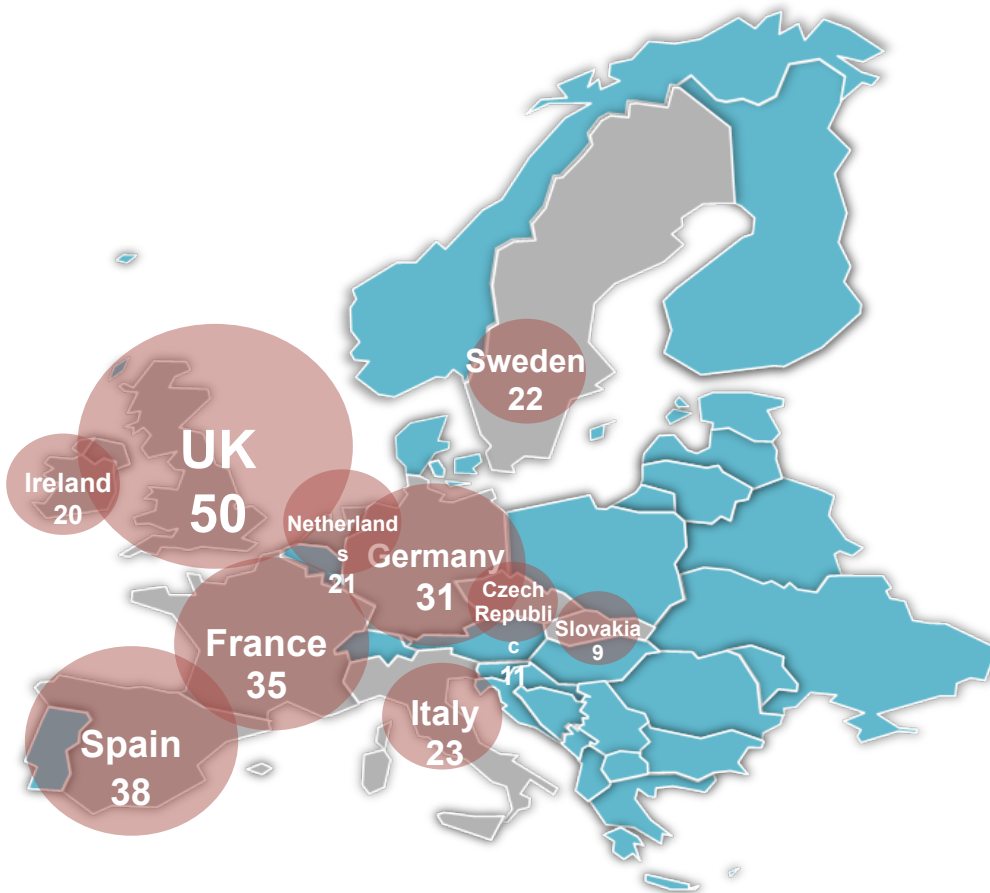 Sweden
22
UK
50
Ireland
20
Netherland
s
21
Germany
31
Czech
Republi
c
11
Slovakia
9
France
35
Italy
23
Spain
38